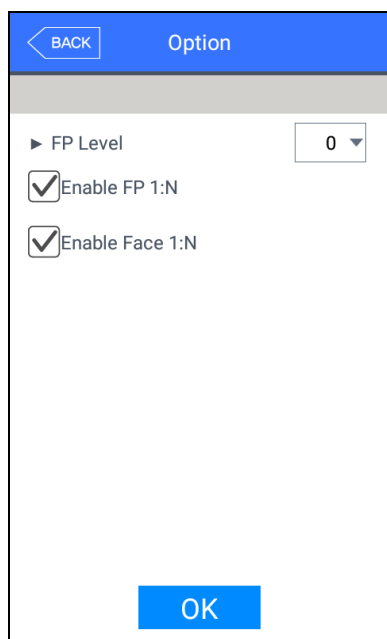 BACK Option
► FP Level 0
Enable FP 1:N
Enable Face 1:N
OK